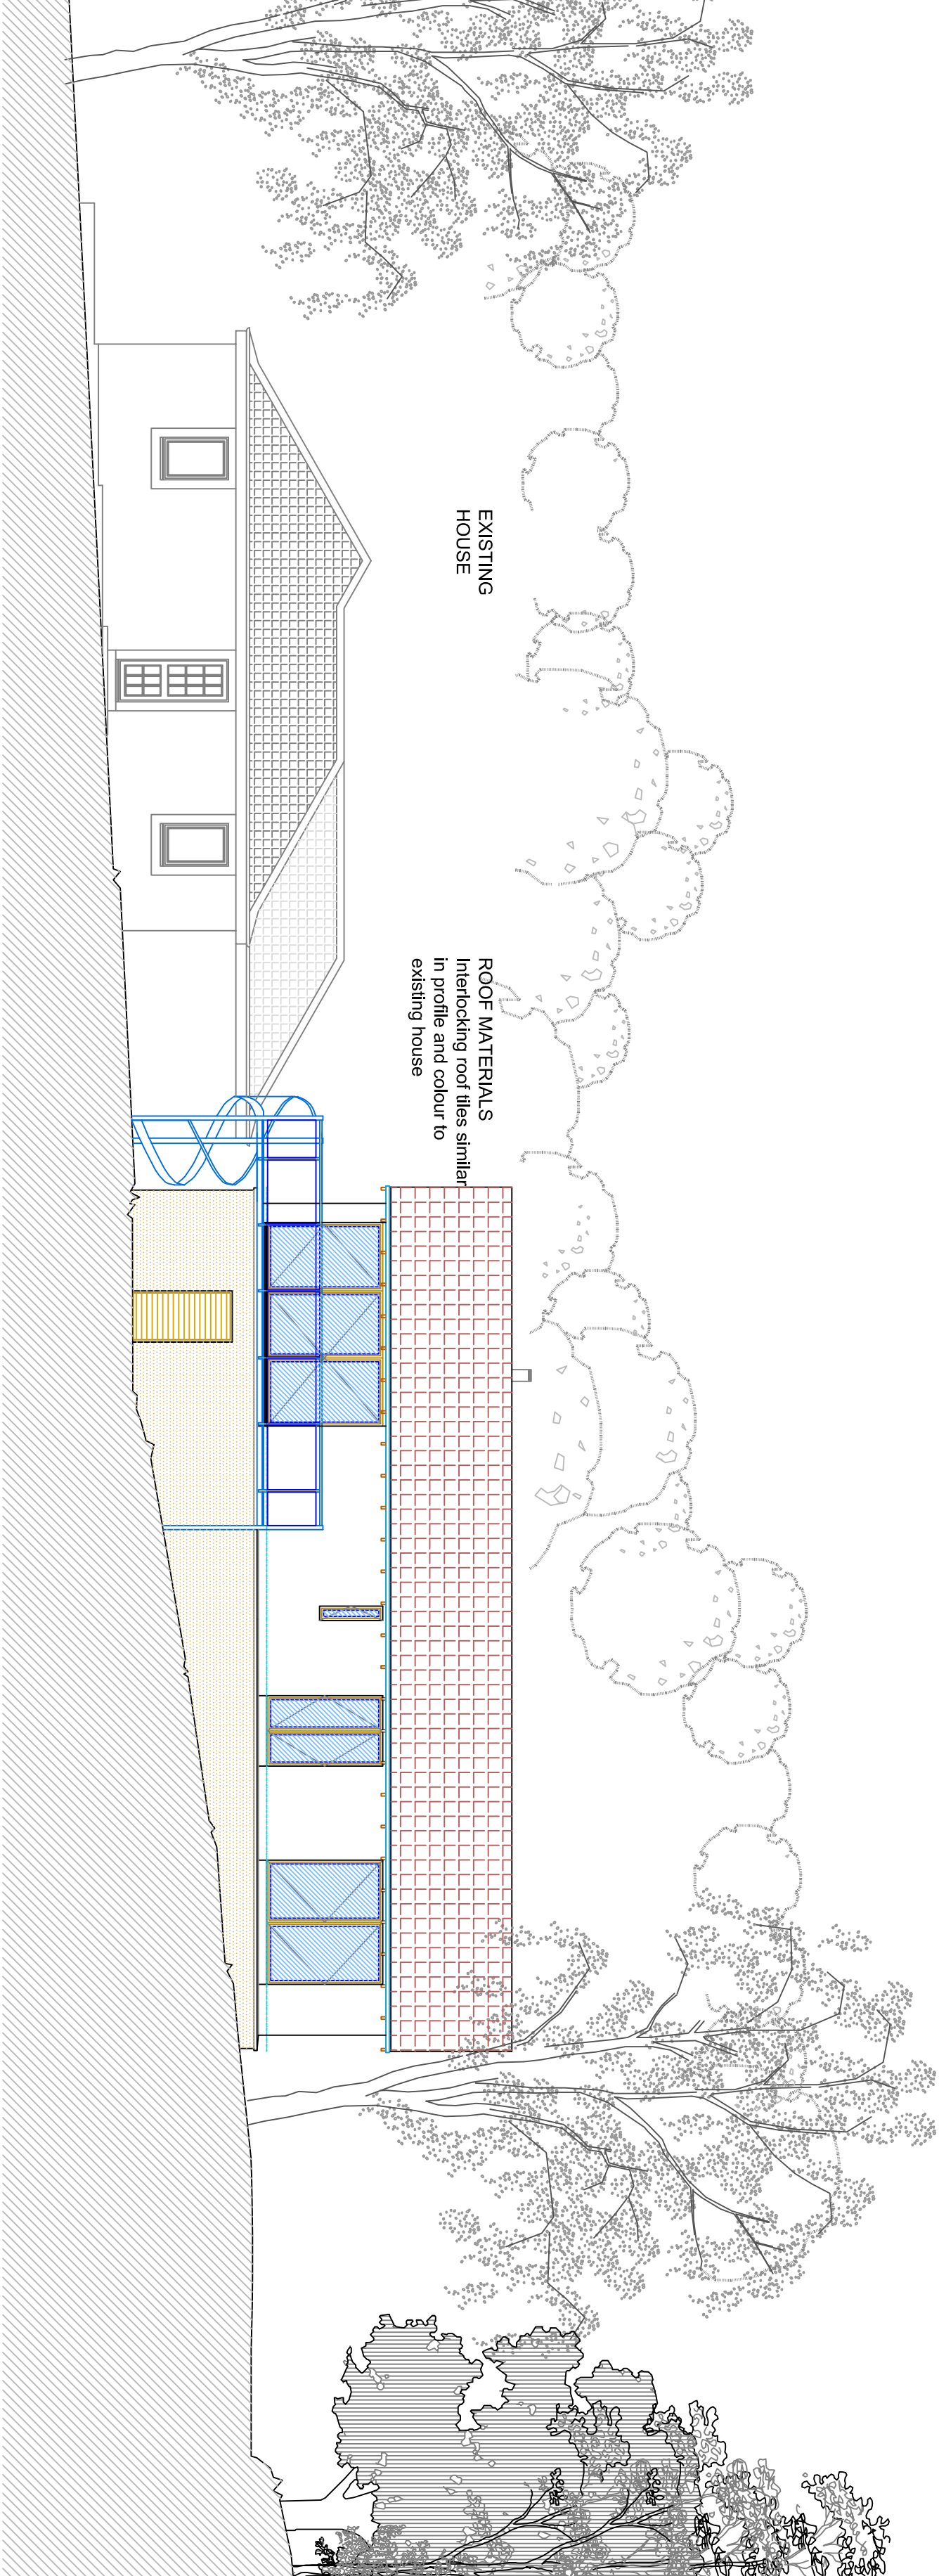 EXISTING
HOUSE
ROOF MATERIALS
Interlocking roof tiles similar
in profile and colour to
existing house